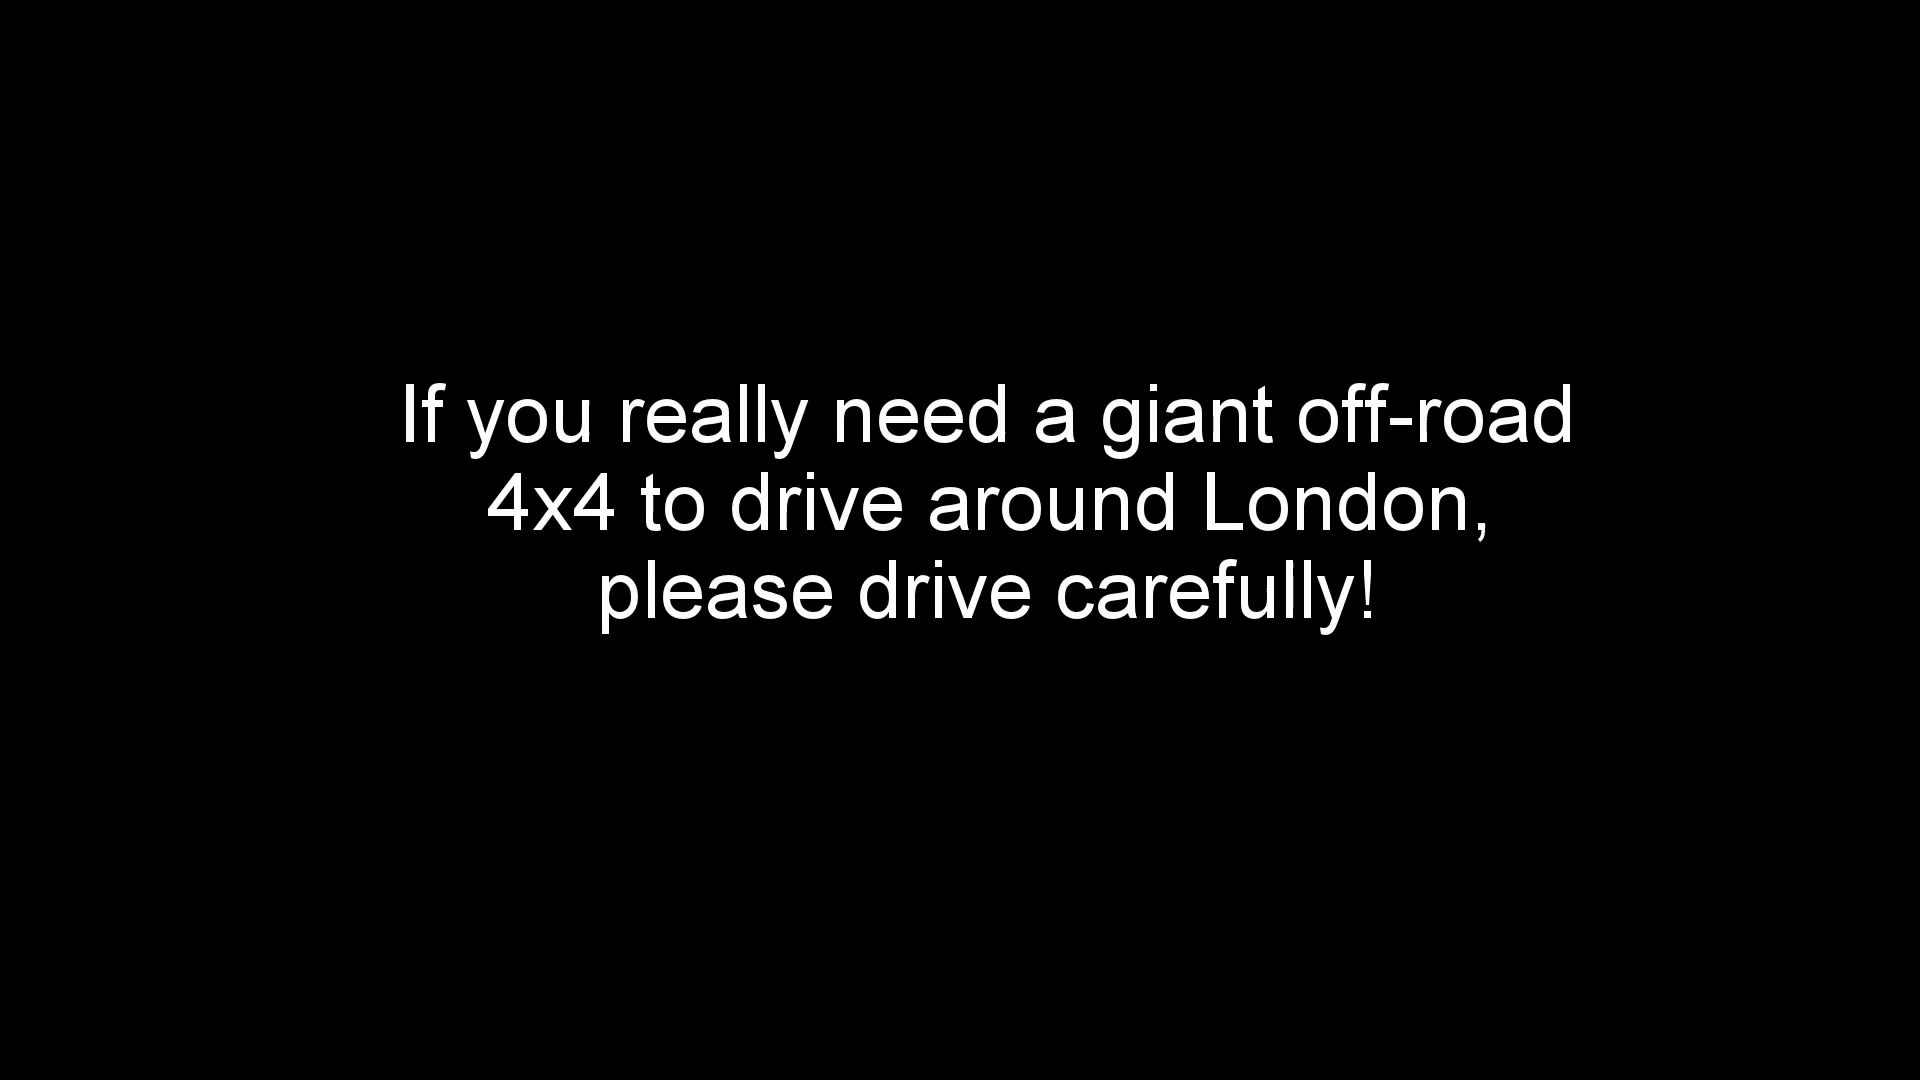 If you really need a giant off-road
4x4 to drive around London,
please drive carefully!